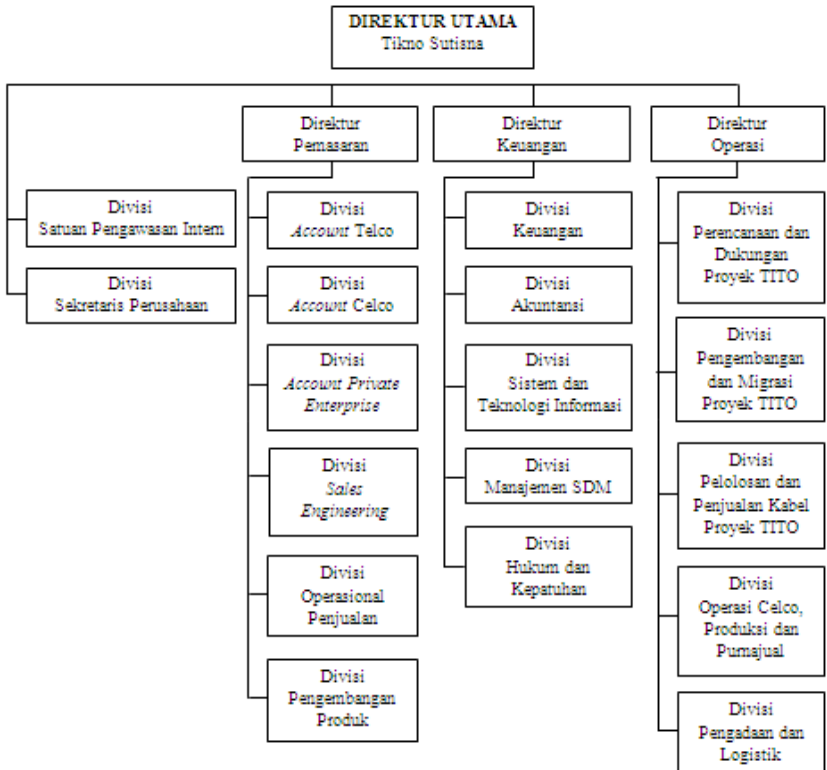 DIREKTUR UTAMA
Tikno Sutisna
Direktur
Pemasaran
Direktur
Keuangan
Direktur
Operasi
Divisi
Satuan Pengawasan Intern
Divisi
Sekretaris Perusahaan
Divisi
Account Telco
Divisi
Account Celco
Divisi
Account Private
Enterprise
Divisi
Sales
Engineering
Divisi
Operasional
Penjualan
Divisi
Pengembangan
Produk
Divisi
Keuangan
Divisi
Akuntansi
Divisi
Sistem dan
Teknologi Informasi
Divisi
Manajemen SDM
Divisi
Hukum dan
Kepatuhan
Divisi
Perencanaan dan
Dukungan
Proyek TITO
Divisi
Pengembangan
dan Migrasi
Proyek TITO
Divisi
Pelolosan dan
Penjualan Kabel
Proyek TITO
Divisi
Operasi Celco,
Produksi dan
Purnajual
Divisi
Pengadaan dan
Logistik